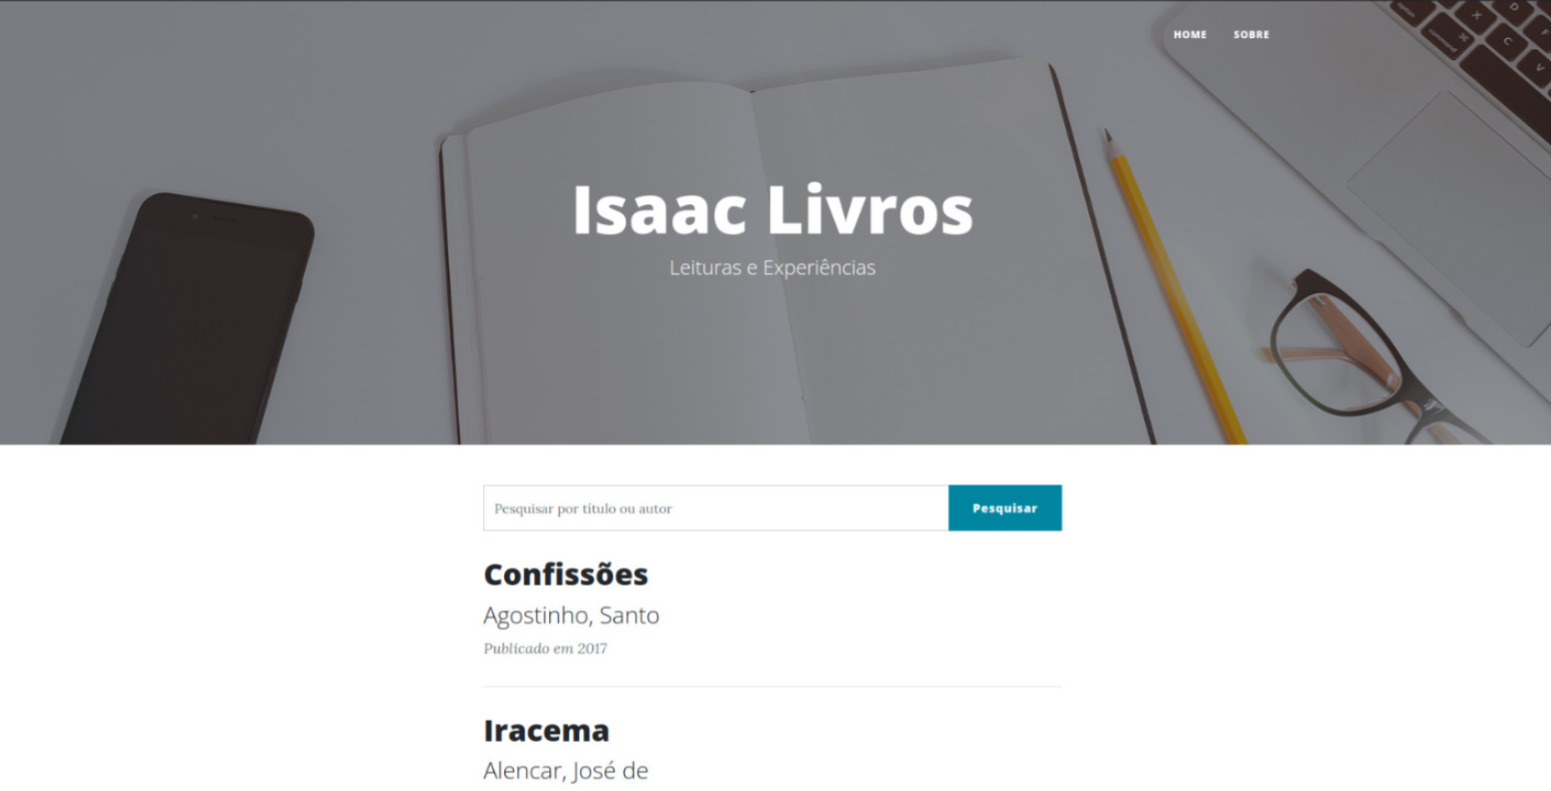 HOME SOBRE
Isaac Livros
Leituras e Experiências
Pesquisar por título ou autor
Pesquisar
Confissões
Agostinho, Santo
Publicado em 2017
Iracema
Alencar, José de